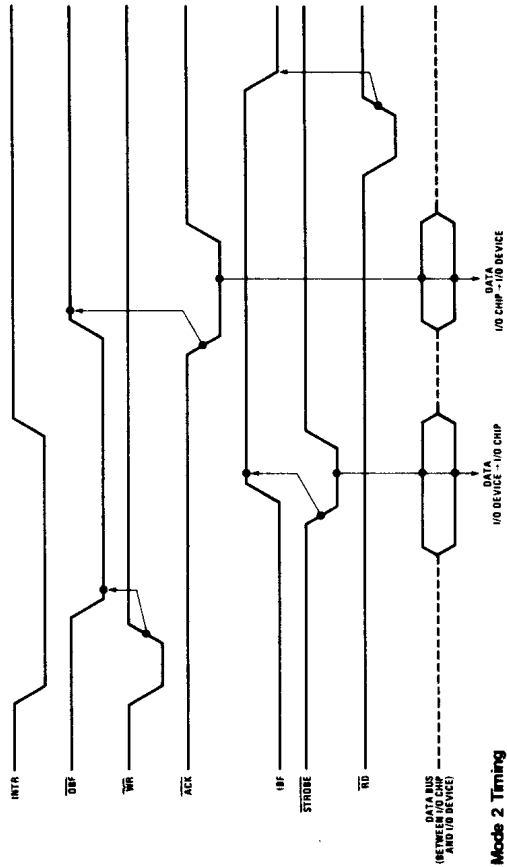 INTR
OBF
WR
ACK
IBF
STROBE
RD
DATA BUS
(BETWEEN I/O CHIP
AND I/O DEVICE)
DATA
I/O DEVICE → I/O CHIP
DATA
I/O CHIP → I/O DEVICE
Mode 2 Timing